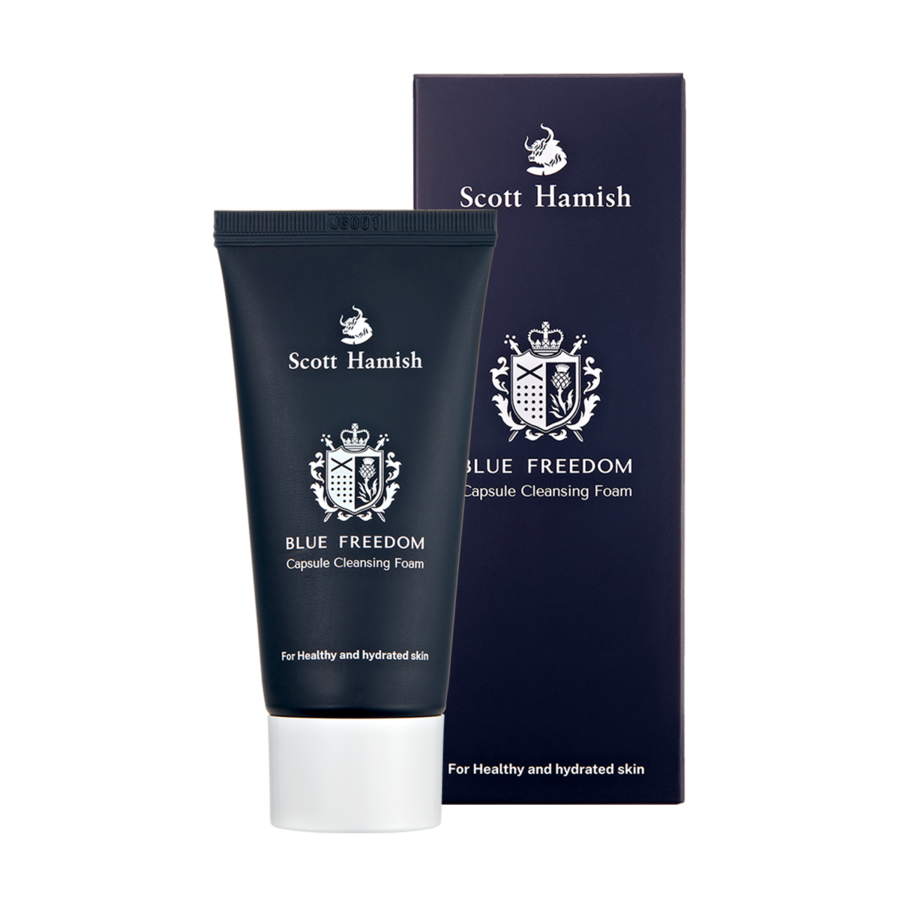 Scott Hamish
BLUE FREEDOM
Capsule Cleansing Foam
For Healthy and hydrated skin
Scott Hamish
LUE FREEDOM
Capsule Cleansing Foam
For Healthy and hydrated skin